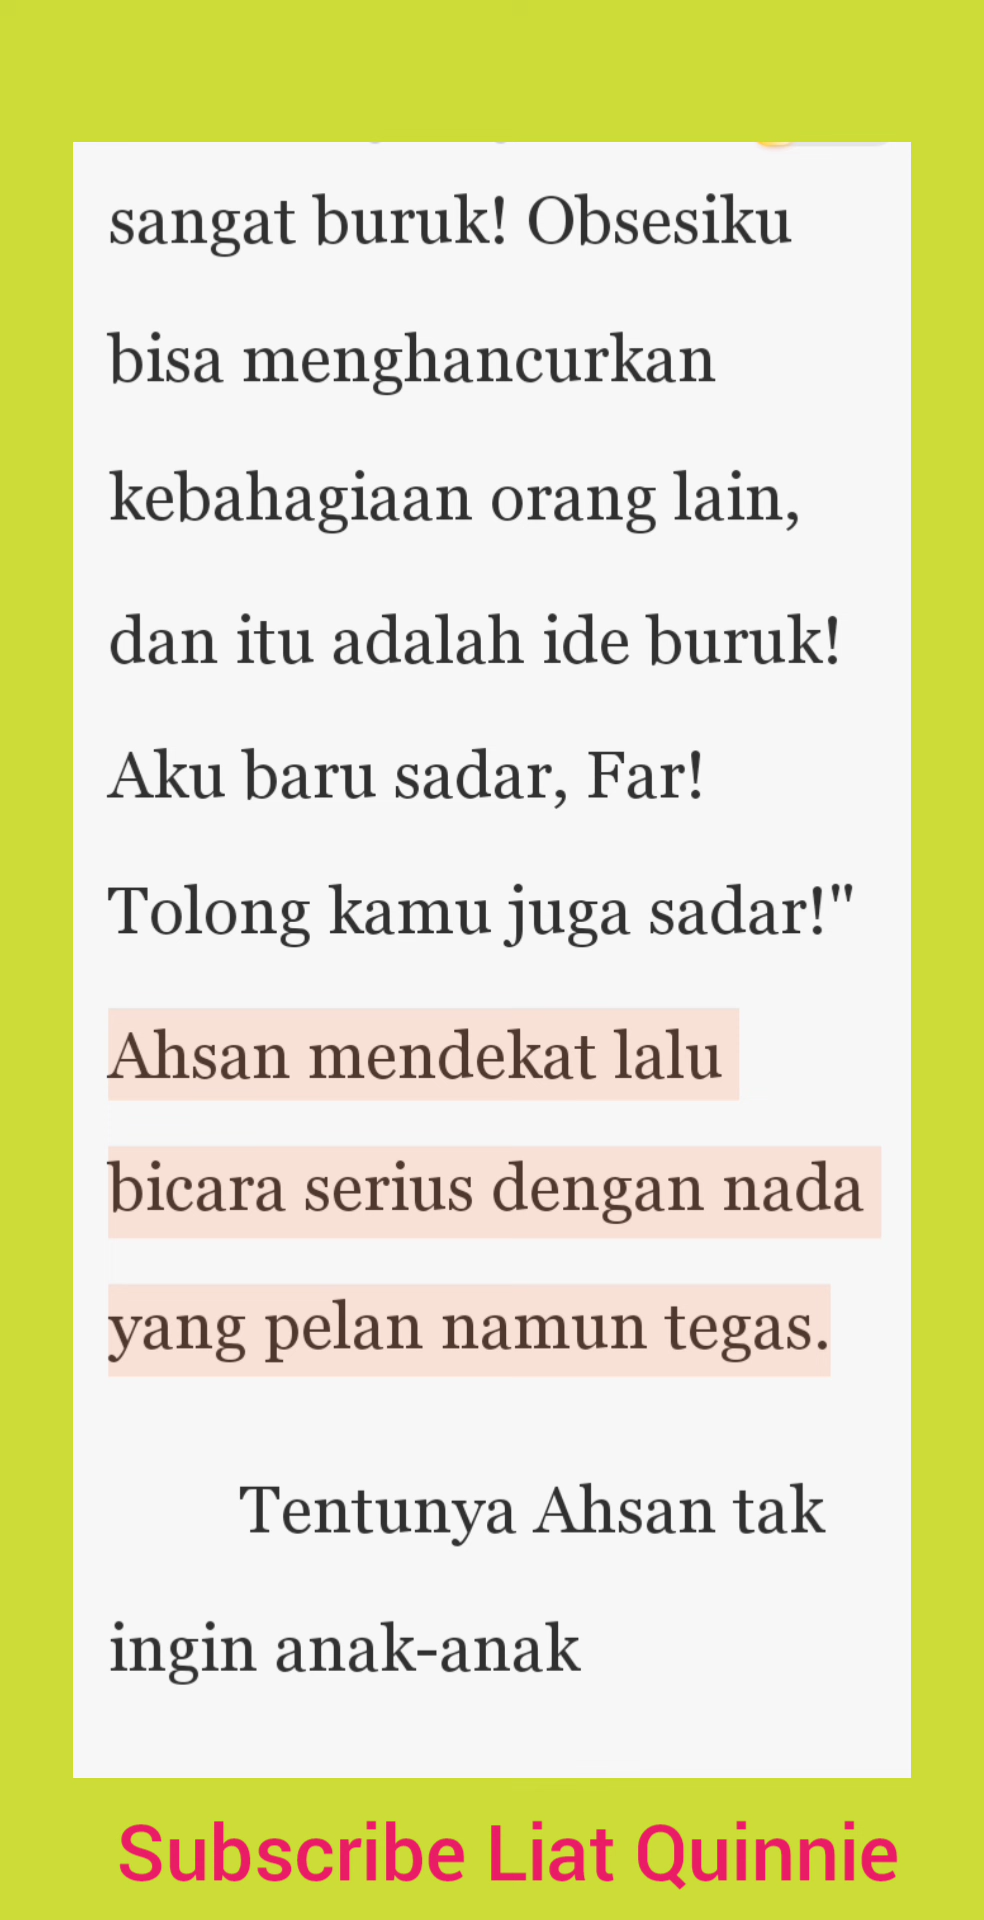 sangat buruk! Obsesiku
bisa menghancurkan
kebahagiaan orang lain,
dan itu adalah ide buruk!
Aku baru sadar, Far!
Tolong kamu juga sadar!"
Ahsan mendekat lalu
bicara serius dengan nada
yang pelan namun tegas.
Tentunya Ahsan tak
ingin anak-anak
Subscribe Liat Quinnie